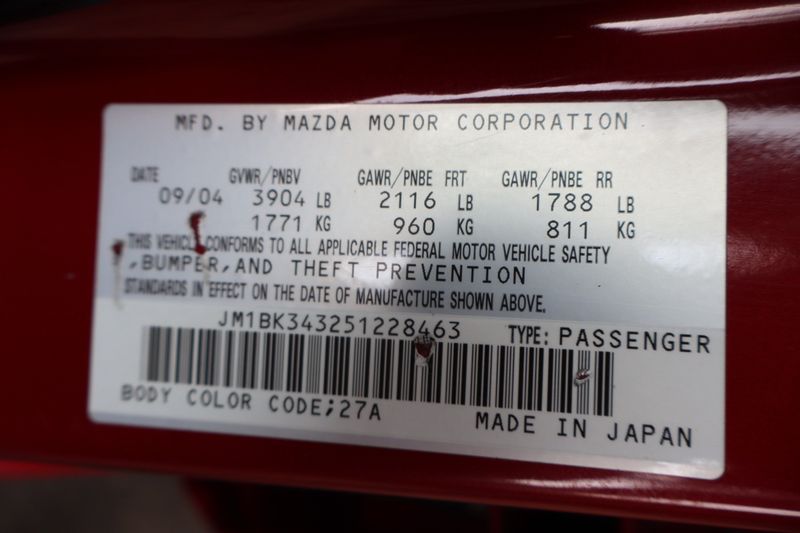 MFD. BY MAZDA MOTOR CORPORATION
DATE GVWR/PNBV GAWR/PNBE FRT GAWR/PNBE RR
09/04 3904 LB 2116 LB 1788 LB
1771 KG 960 KG 811 KG
THIS VEHICLE CONFORMS TO ALL APPLICABLE FEDERAL MOTOR VEHICLE SAFETY
,BUMPER,AND THEFT PREVENTION
STANDARDS IN EFFECT ON THE DATE OF MANUFACTURE SHOWN ABOVE.
JM1BK343251228463 TYPE: PASSENGER
BODY COLOR CODE;27A
MADE IN JAPAN